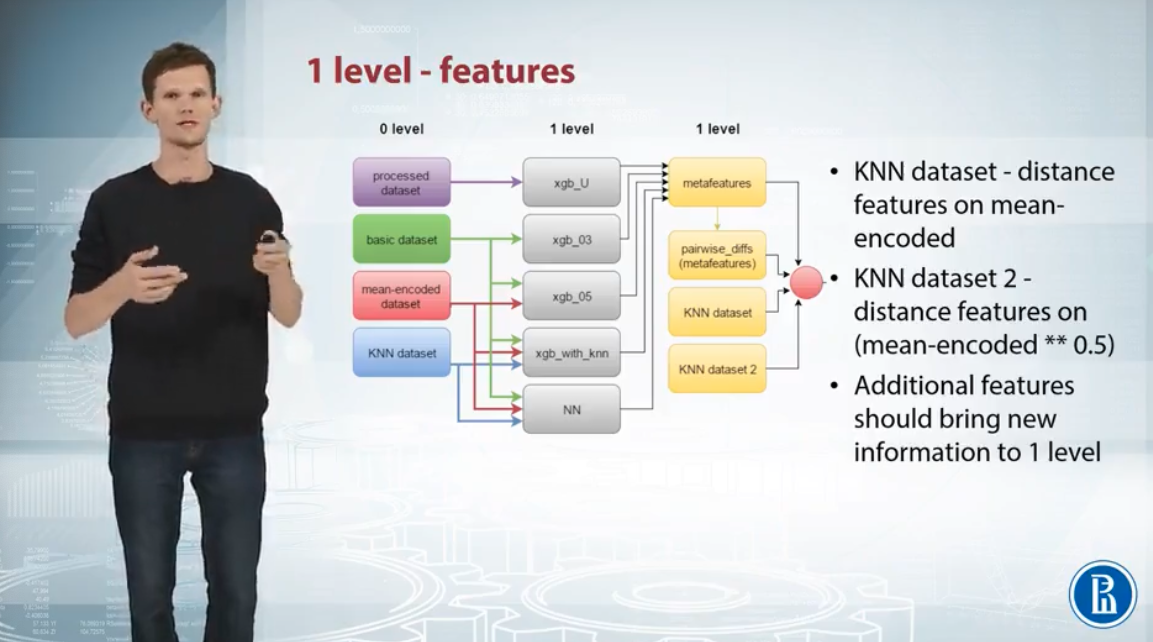 1 level - features
0 level
1 level
1 level
processed
dataset
basic dataset
mean-encoded
dataset
KNN dataset
xgb_U
xgb_03
xgb_05
xgb_with_knn
NN
metafeatures
pairwise_diffs
(metafeatures)
KNN dataset
KNN dataset 2
• KNN dataset - distance
features on mean-
encoded
• KNN dataset 2 -
distance features on
(mean-encoded ** 0.5)
• Additional features
should bring new
information to 1 level